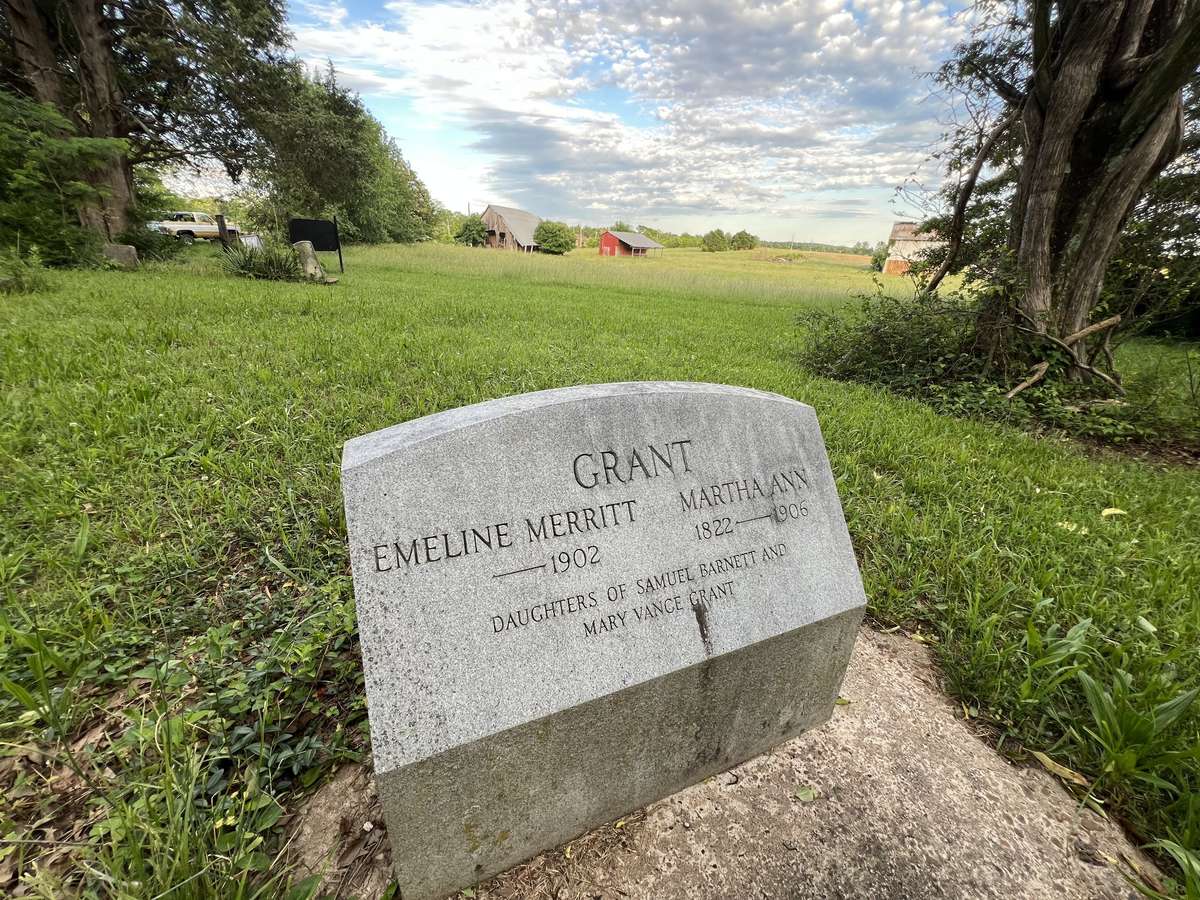 GRANT
EMELINE MERRITT MARTHA ANN
——1902 1822——1906
DAUGHTERS OF SAMUEL BARNETT AND
MARY VANCE GRANT